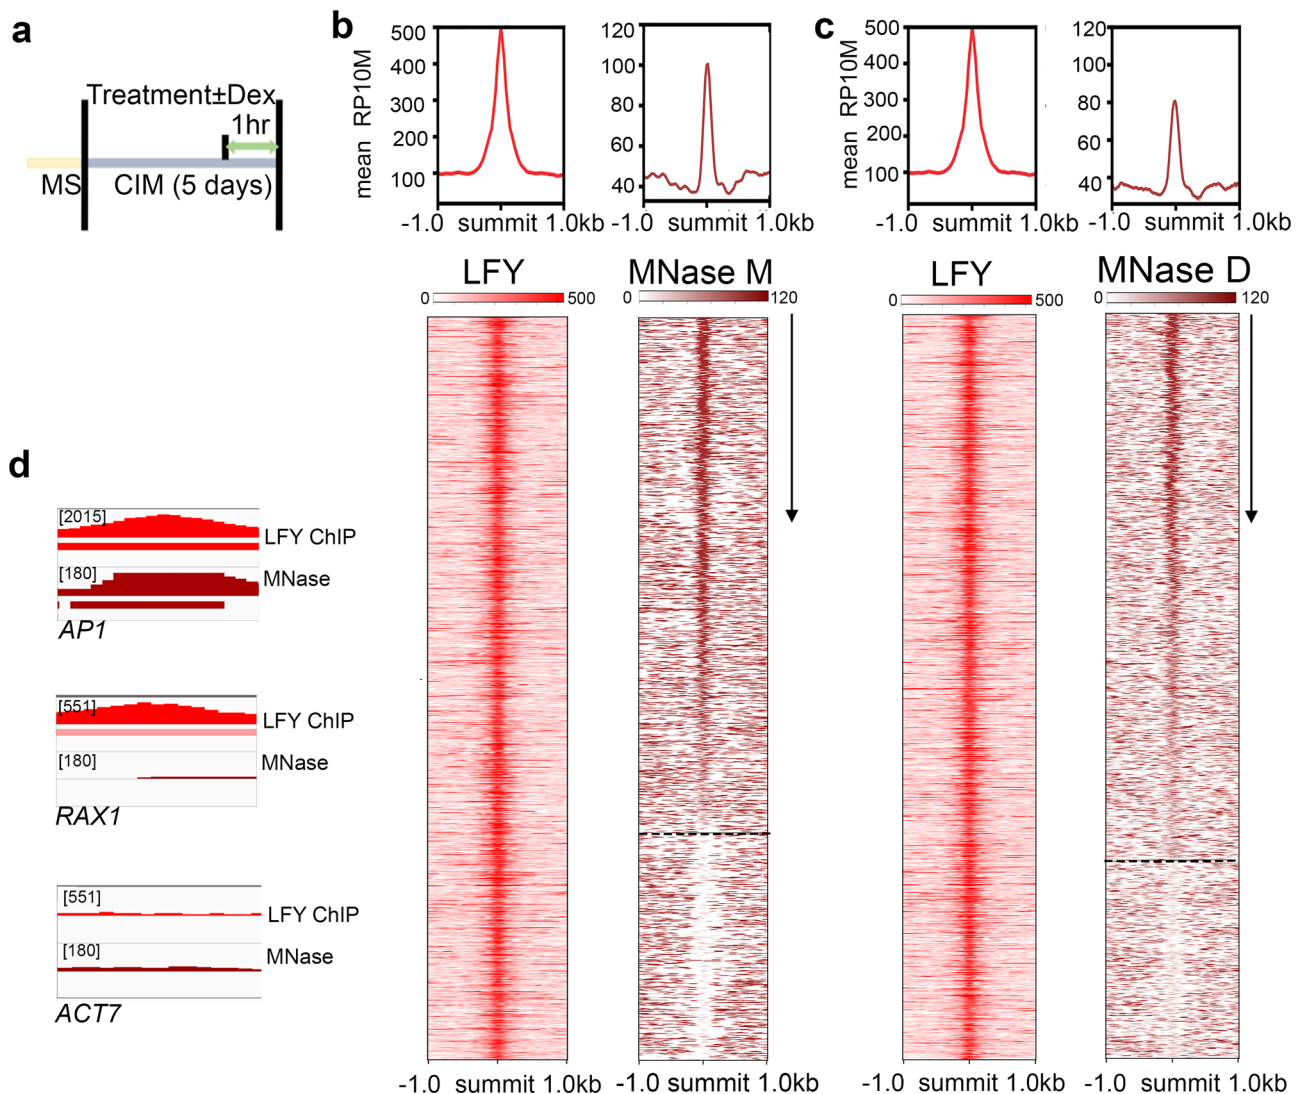 a
Treatment±Dex
1hr
MS
CIM (5 days)
b
mean RP10M
500
400
300
200
100
-1.0 summit 1.0kb
120
100
80
60
40
-1.0 summit 1.0kb
LFY
0 500
MNase M
0 120
-1.0 summit 1.0kb
-1.0 summit 1.0kb
c
mean RP10M
500
400
300
200
100
-1.0 summit 1.0kb
120
100
80
60
40
-1.0 summit 1.0kb
LFY
0 500
MNase D
0 120
-1.0 summit 1.0kb
-1.0 summit 1.0kb
d
[2015]
LFY ChIP
[180]
MNase
AP1
[551]
LFY ChIP
[180]
MNase
RAX1
[551]
LFY ChIP
[180]
MNase
ACT7